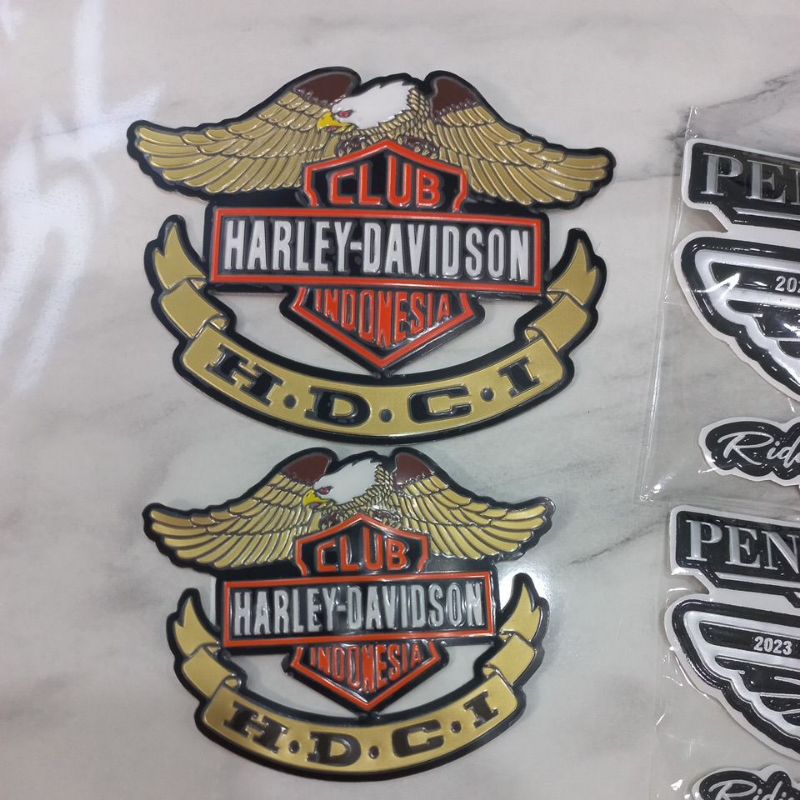 CLUB
HARLEY-DAVIDSON
INDONESIA
H·D·C·I
CLUB
HARLEY-DAVIDSON
INDONESIA
H·D·C·I
2023